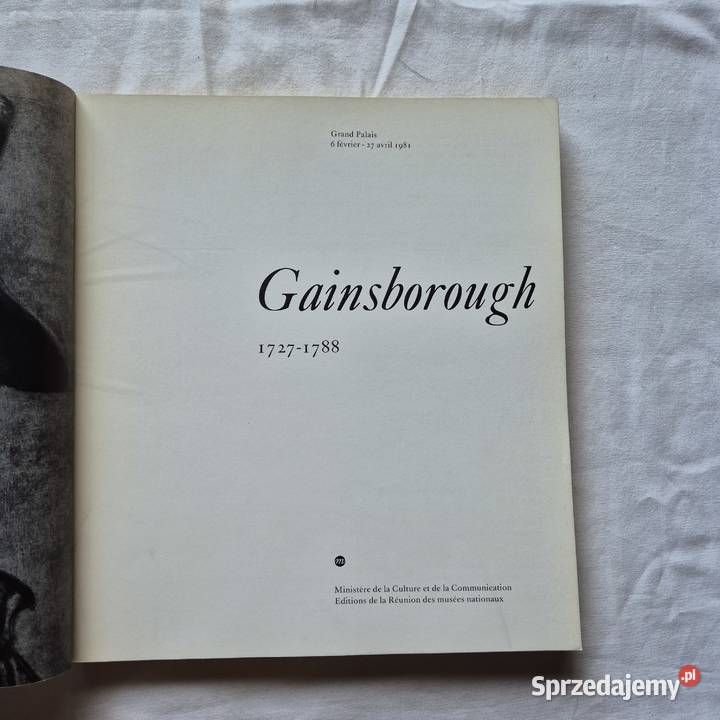 Grand Palais
6 février - 27 avril 1981
Gainsborough
1727-1788
m
Ministère de la Culture et de la Communication
Editions de la Réunion des musées nationaux
Sprzedajemy.pl